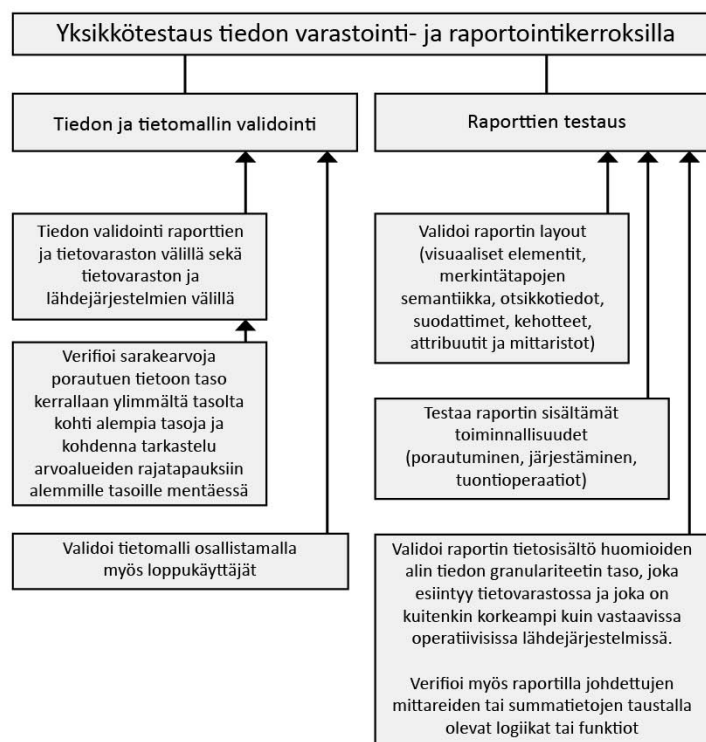 Yksikkötestaus tiedon varastointi- ja raportointikerroksilla
Tiedon ja tietomallin validointi
Tiedon validointi raporttien
ja tietovaraston välillä sekä
tietovaraston ja
lähdejärjestelmien välillä
Verifioi sarakearvoja
porautuen tietoon taso
kerrallaan ylimmältä tasolta
kohti alempia tasoja ja
kohdenna tarkastelu
arvoalueiden rajatapauksiin
alemmille tasoille mentäessä
Validoi tietomalli osallistamalla
myös loppukäyttäjät
Raporttien testaus
Validoi raportin layout
(visuaaliset elementit,
merkintätapojen
semantiikka, otsikkotiedot,
suodattimet, kehotteet,
attribuutit ja mittaristot)
Testaa raportin sisältämät
toiminnallisuudet
(porautuminen, järjestäminen,
tuontioperaatiot)
Validoi raportin tietosisältö huomioiden
alin tiedon granulariteetin taso, joka
esiintyy tietovarastossa ja joka on
kuitenkin korkeampi kuin vastaavissa
operatiivisissa lähdejärjestelmissä.
Verifioi myös raportilla johdettujen
mittareiden tai summatietojen taustalla
olevat logiikat tai funktiot